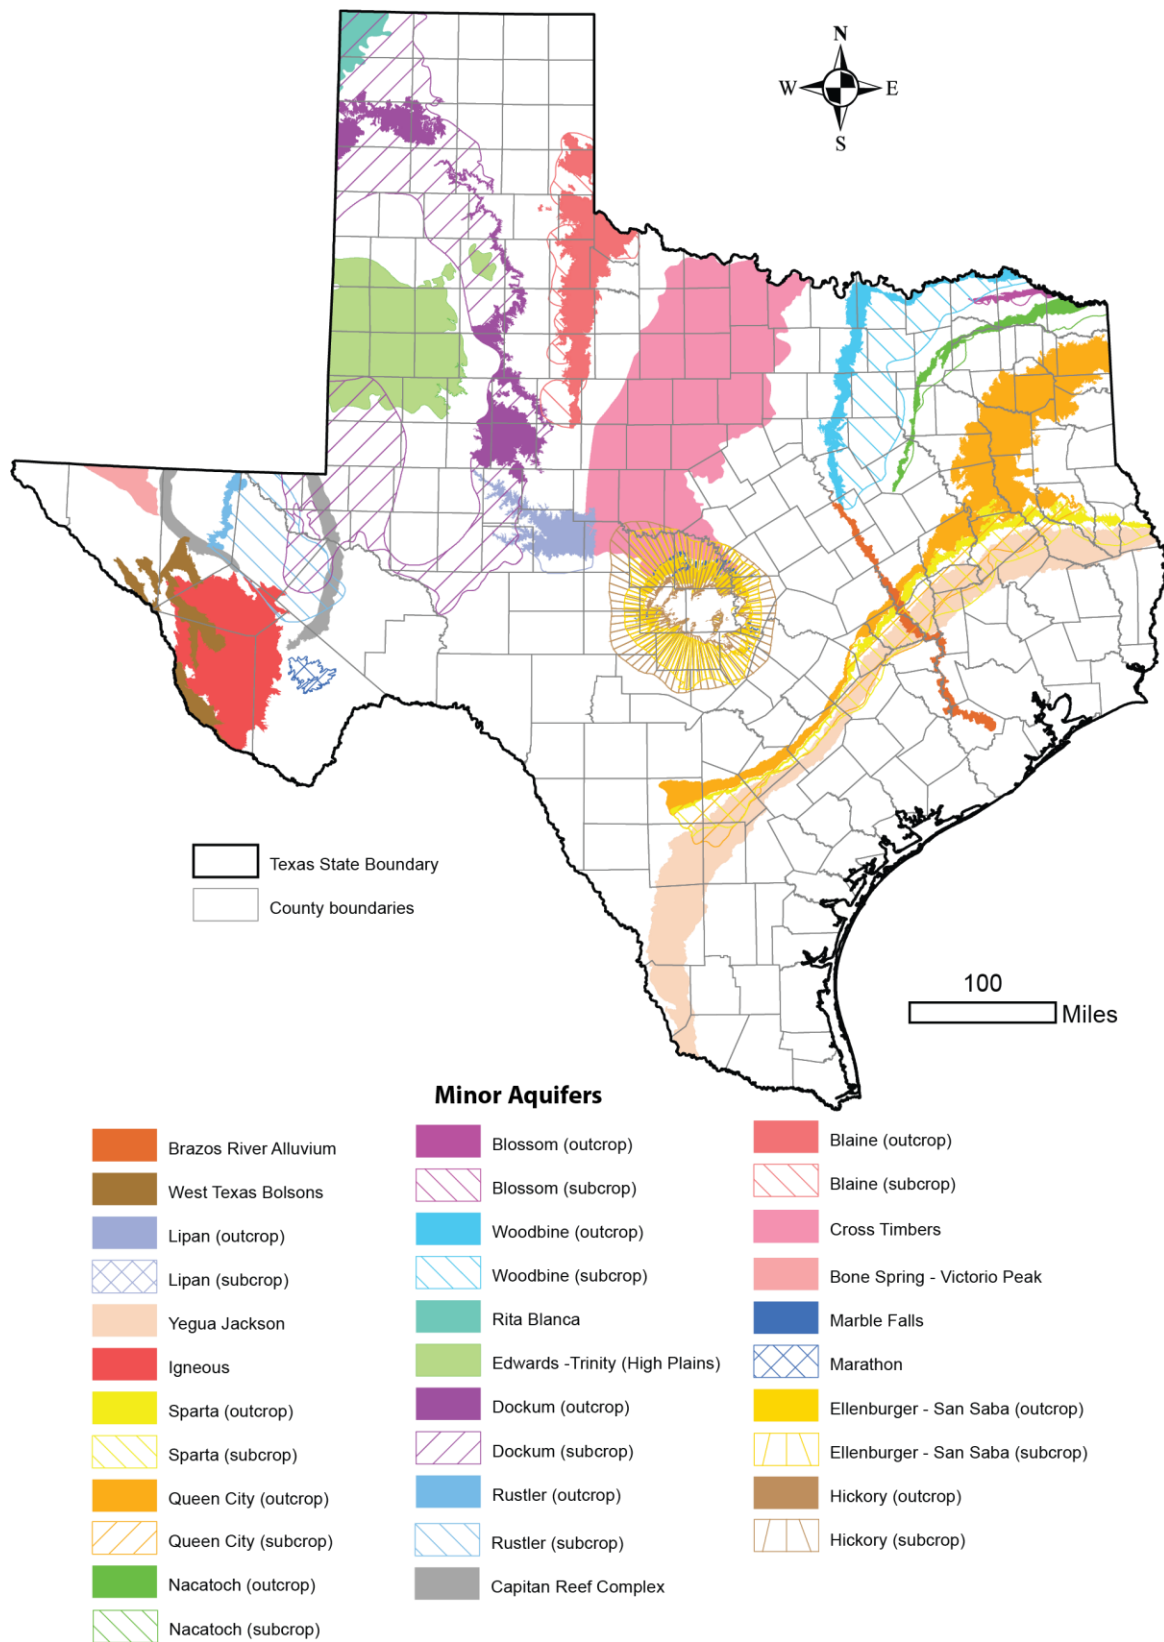 N
W E
S
Texas State Boundary
County boundaries
100
Miles
Minor Aquifers
Brazos River Alluvium
West Texas Bolsons
Lipan (outcrop)
Lipan (subcrop)
Yegua Jackson
Igneous
Sparta (outcrop)
Sparta (subcrop)
Queen City (outcrop)
Queen City (subcrop)
Nacatoch (outcrop)
Nacatoch (subcrop)
Blossom (outcrop)
Blossom (subcrop)
Woodbine (outcrop)
Woodbine (subcrop)
Rita Blanca
Edwards -Trinity (High Plains)
Dockum (outcrop)
Dockum (subcrop)
Rustler (outcrop)
Rustler (subcrop)
Capitan Reef Complex
Blaine (outcrop)
Blaine (subcrop)
Cross Timbers
Bone Spring - Victorio Peak
Marble Falls
Marathon
Ellenburger - San Saba (outcrop)
Ellenburger - San Saba (subcrop)
Hickory (outcrop)
Hickory (subcrop)